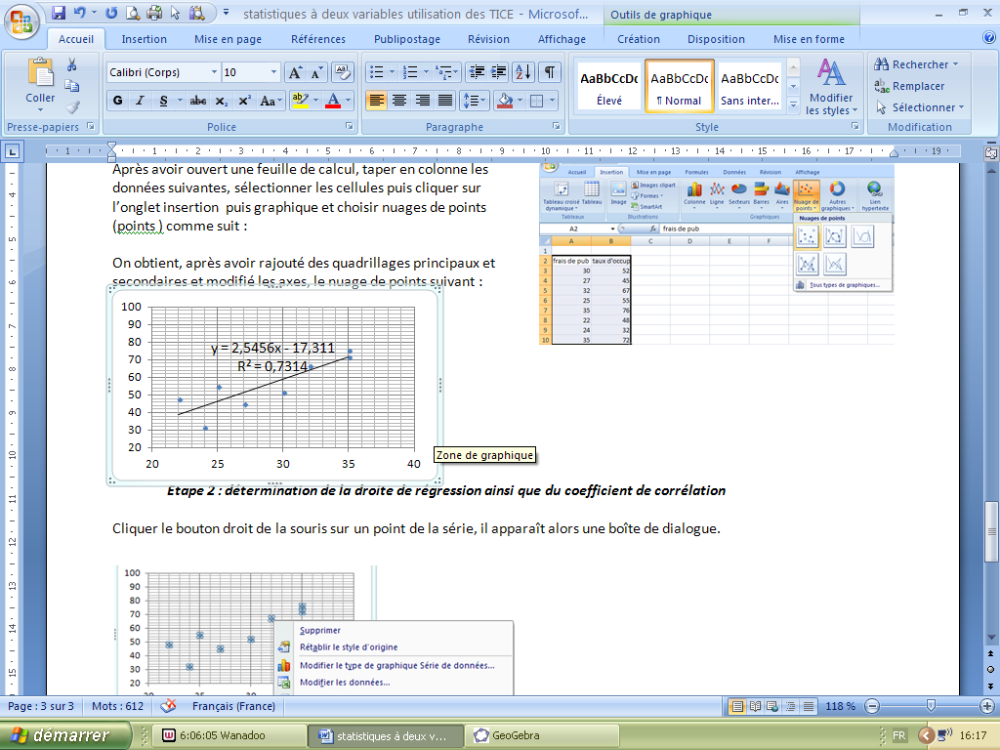 statistiques à deux variables utilisation des TICE - Microsof...
Outils de graphique
Accueil Insertion Mise en page Références Publipostage Révision Affichage Création Disposition Mise en forme
Coller
Presse-papiers
Calibri (Corps) 10
G I S abc x₂ x² Aa
Police
Paragraphe
AaBbCcDc AaBbCcDc AaBbCcDc
Élevé ¶ Normal Sans inter...
Modifier
les styles
Style
Rechercher
Remplacer
Sélectionner
Modification
Après avoir ouvert une feuille de calcul, taper en colonne les
données suivantes, sélectionner les cellules puis cliquer sur
l’onglet insertion puis graphique et choisir nuages de points
(points ) comme suit :
On obtient, après avoir rajouté des quadrillages principaux et
secondaires et modifié les axes, le nuage de points suivant :
Accueil Insertion Mise en page Formules Données Révision Affichage
Tableau croisé dynamique Tableau Image Images clipart Formes SmartArt Colonne Ligne Secteurs Barres Aires Nuage de points Autres graphiques Lien hypertexte
Tableaux Illustrations Graphiques
Nuages de points
A2 frais de pub
A B C D E F
1
2 frais de pub taux d'occup
3 30 52
4 27 45
5 32 67
6 25 55
7 35 76
8 22 48
9 24 32
10 35 72
Tous types de graphiques...
100
90
80
70
60
50
40
30
20
20 25 30 35 40
y = 2,5456x - 17,311
R² = 0,7314
Zone de graphique
Etape 2 : détermination de la droite de régression ainsi que du coefficient de corrélation
Cliquer le bouton droit de la souris sur un point de la série, il apparaît alors une boîte de dialogue.
100
90
80
70
60
50
40
30
20
Supprimer
Rétablir le style d'origine
Modifier le type de graphique Série de données...
Modifier les données...
Page : 3 sur 3 Mots : 612 Français (France) 118 %
démarrer 6:06:05 Wanadoo statistiques à deux v... GeoGebra FR 16:17